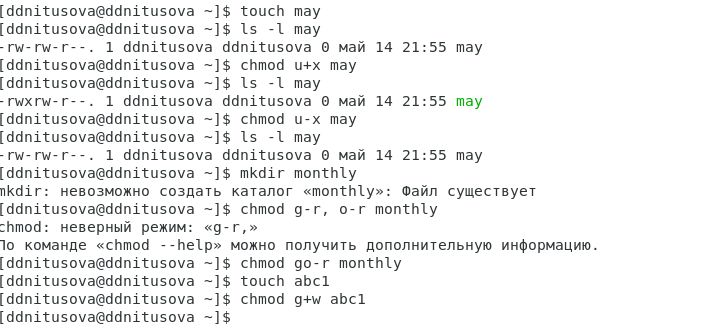 [ddnitusova@ddnitusova ~]$ touch may
[ddnitusova@ddnitusova ~]$ ls -l may
-rw-rw-r--. 1 ddnitusova ddnitusova 0 май 14 21:55 may
[ddnitusova@ddnitusova ~]$ chmod u+x may
[ddnitusova@ddnitusova ~]$ ls -l may
-rwxrw-r--. 1 ddnitusova ddnitusova 0 май 14 21:55 may
[ddnitusova@ddnitusova ~]$ chmod u-x may
[ddnitusova@ddnitusova ~]$ ls -l may
-rw-rw-r--. 1 ddnitusova ddnitusova 0 май 14 21:55 may
[ddnitusova@ddnitusova ~]$ mkdir monthly
mkdir: невозможно создать каталог «monthly»: Файл существует
[ddnitusova@ddnitusova ~]$ chmod g-r, o-r monthly
chmod: неверный режим: «g-r,»
По команде «chmod --help» можно получить дополнительную информацию.
[ddnitusova@ddnitusova ~]$ chmod go-r monthly
[ddnitusova@ddnitusova ~]$ touch abc1
[ddnitusova@ddnitusova ~]$ chmod g+w abc1
[ddnitusova@ddnitusova ~]$